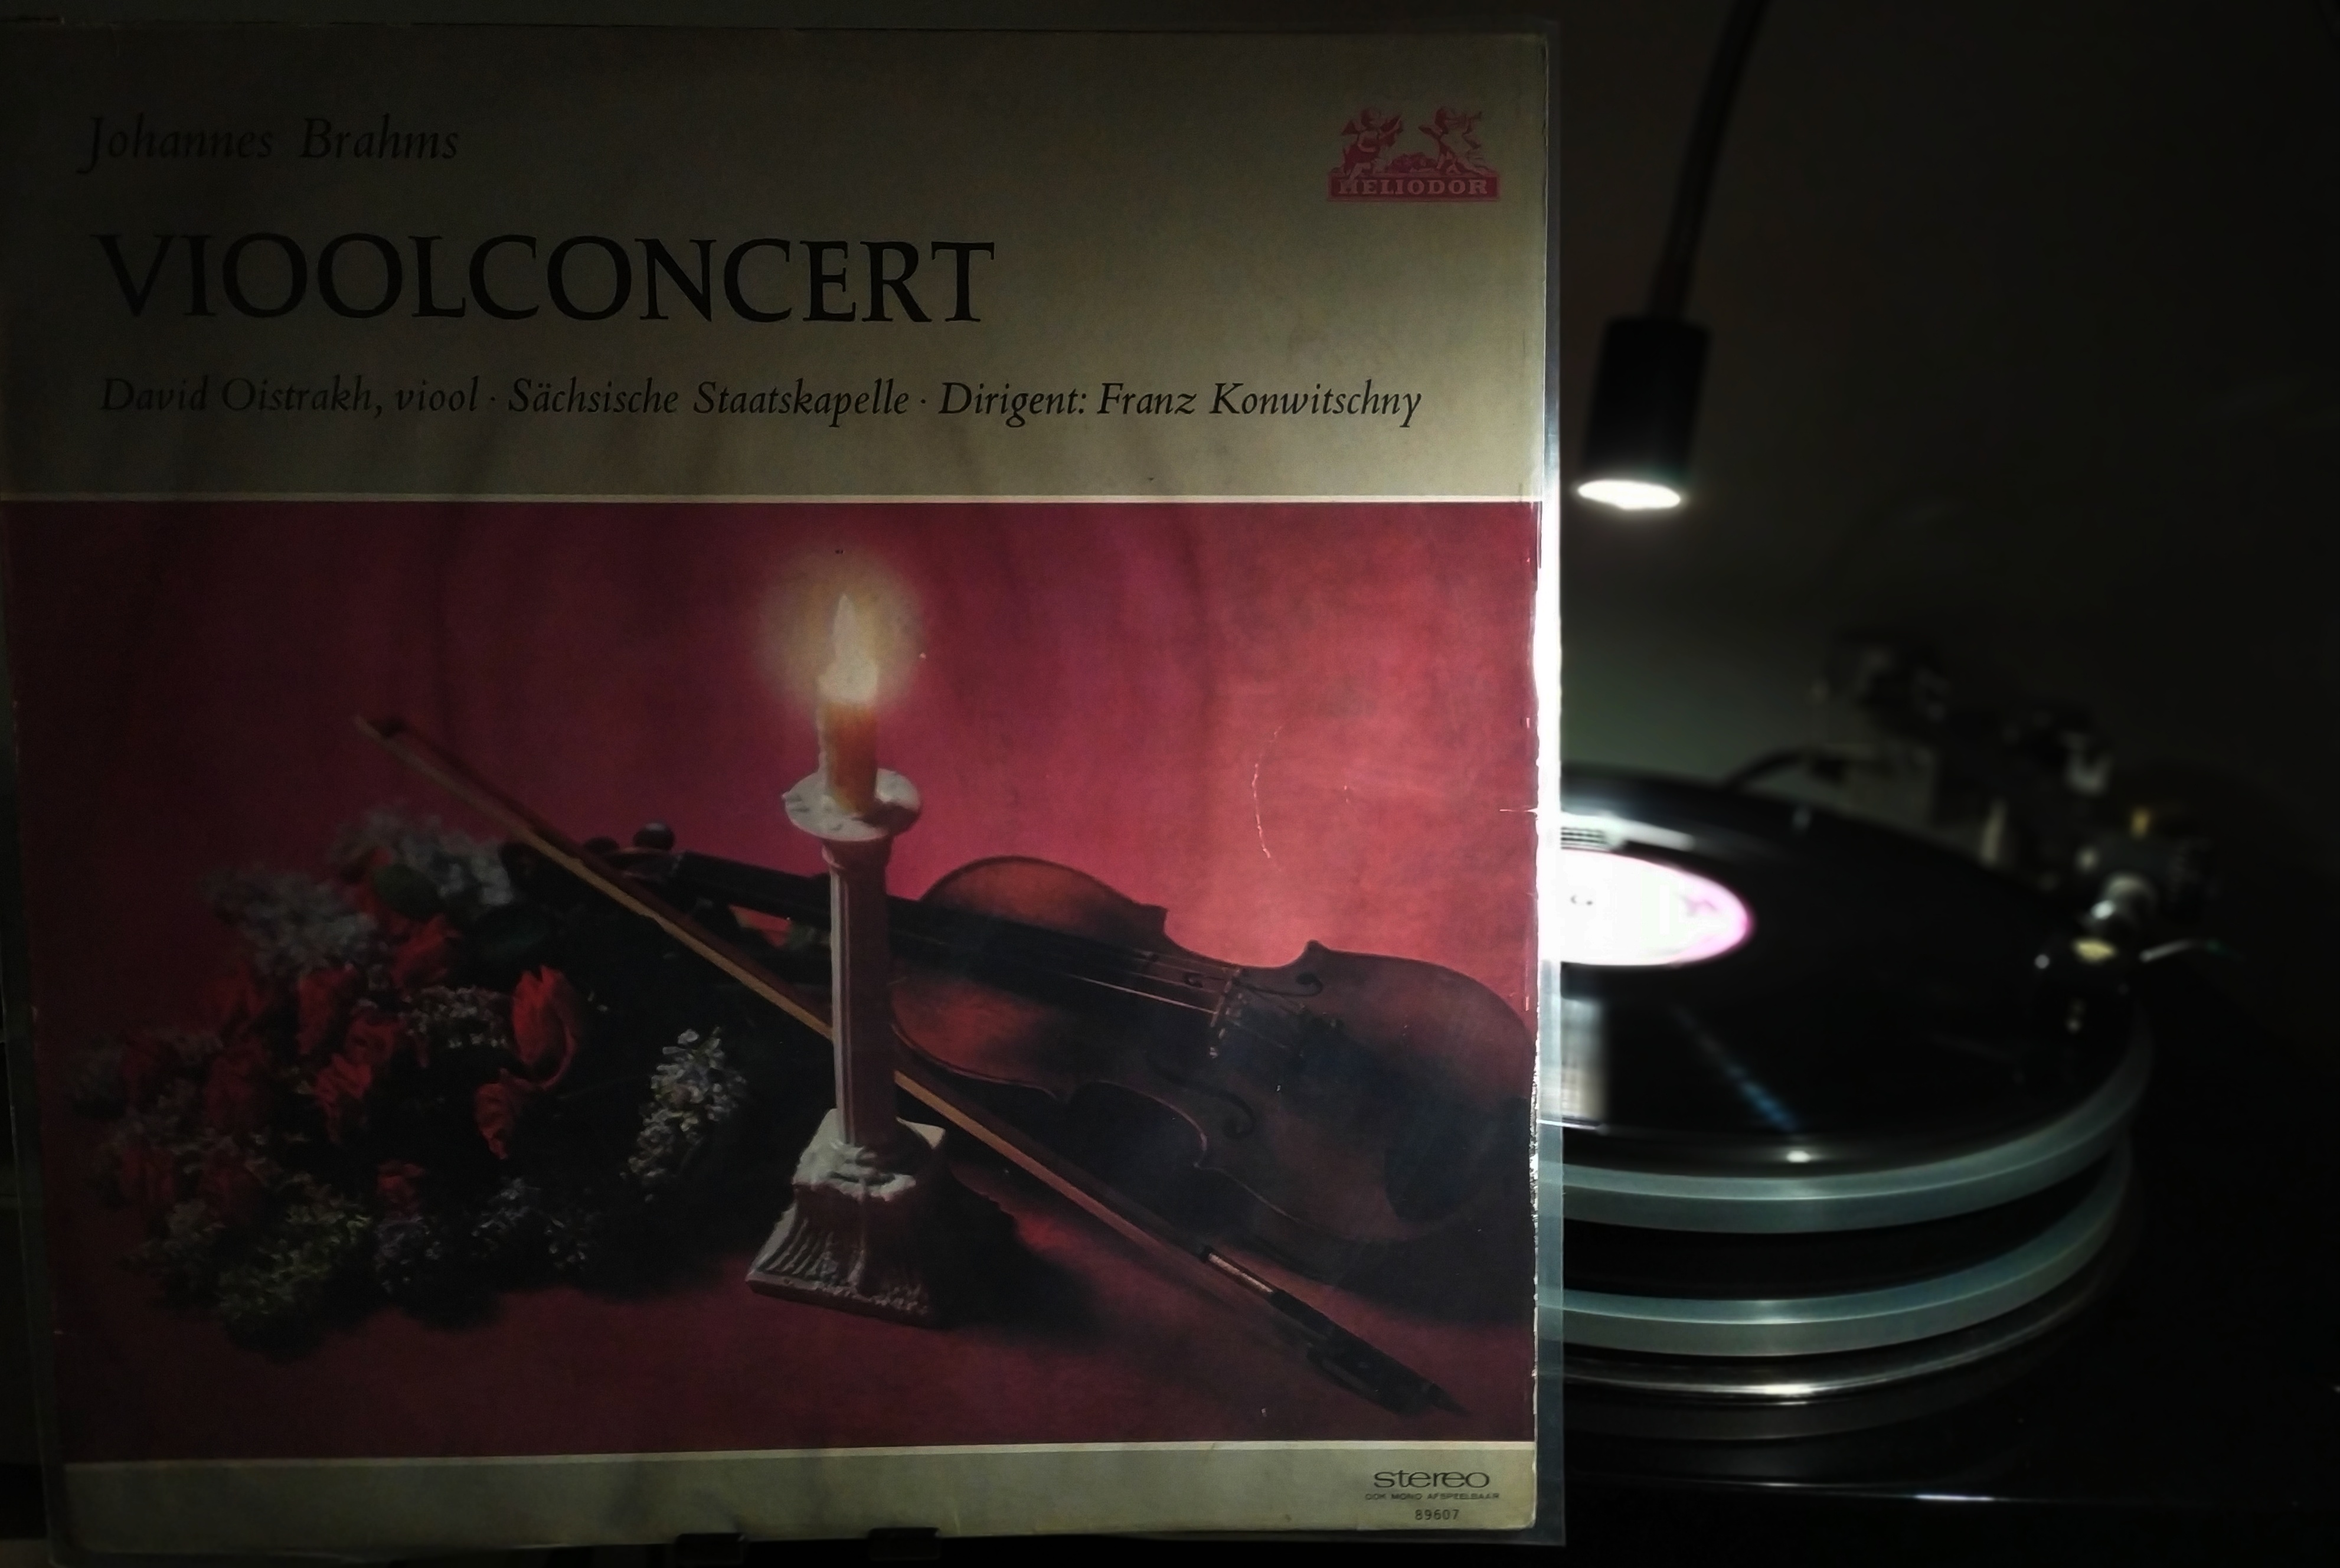 Johannes Brahms
HELIODOR
VIOOLCONCERT
David Oistrakh, viool · Sächsische Staatskapelle · Dirigent: Franz Konwitschny
stereo
OOK MONO AFSPEELBAAR
89607